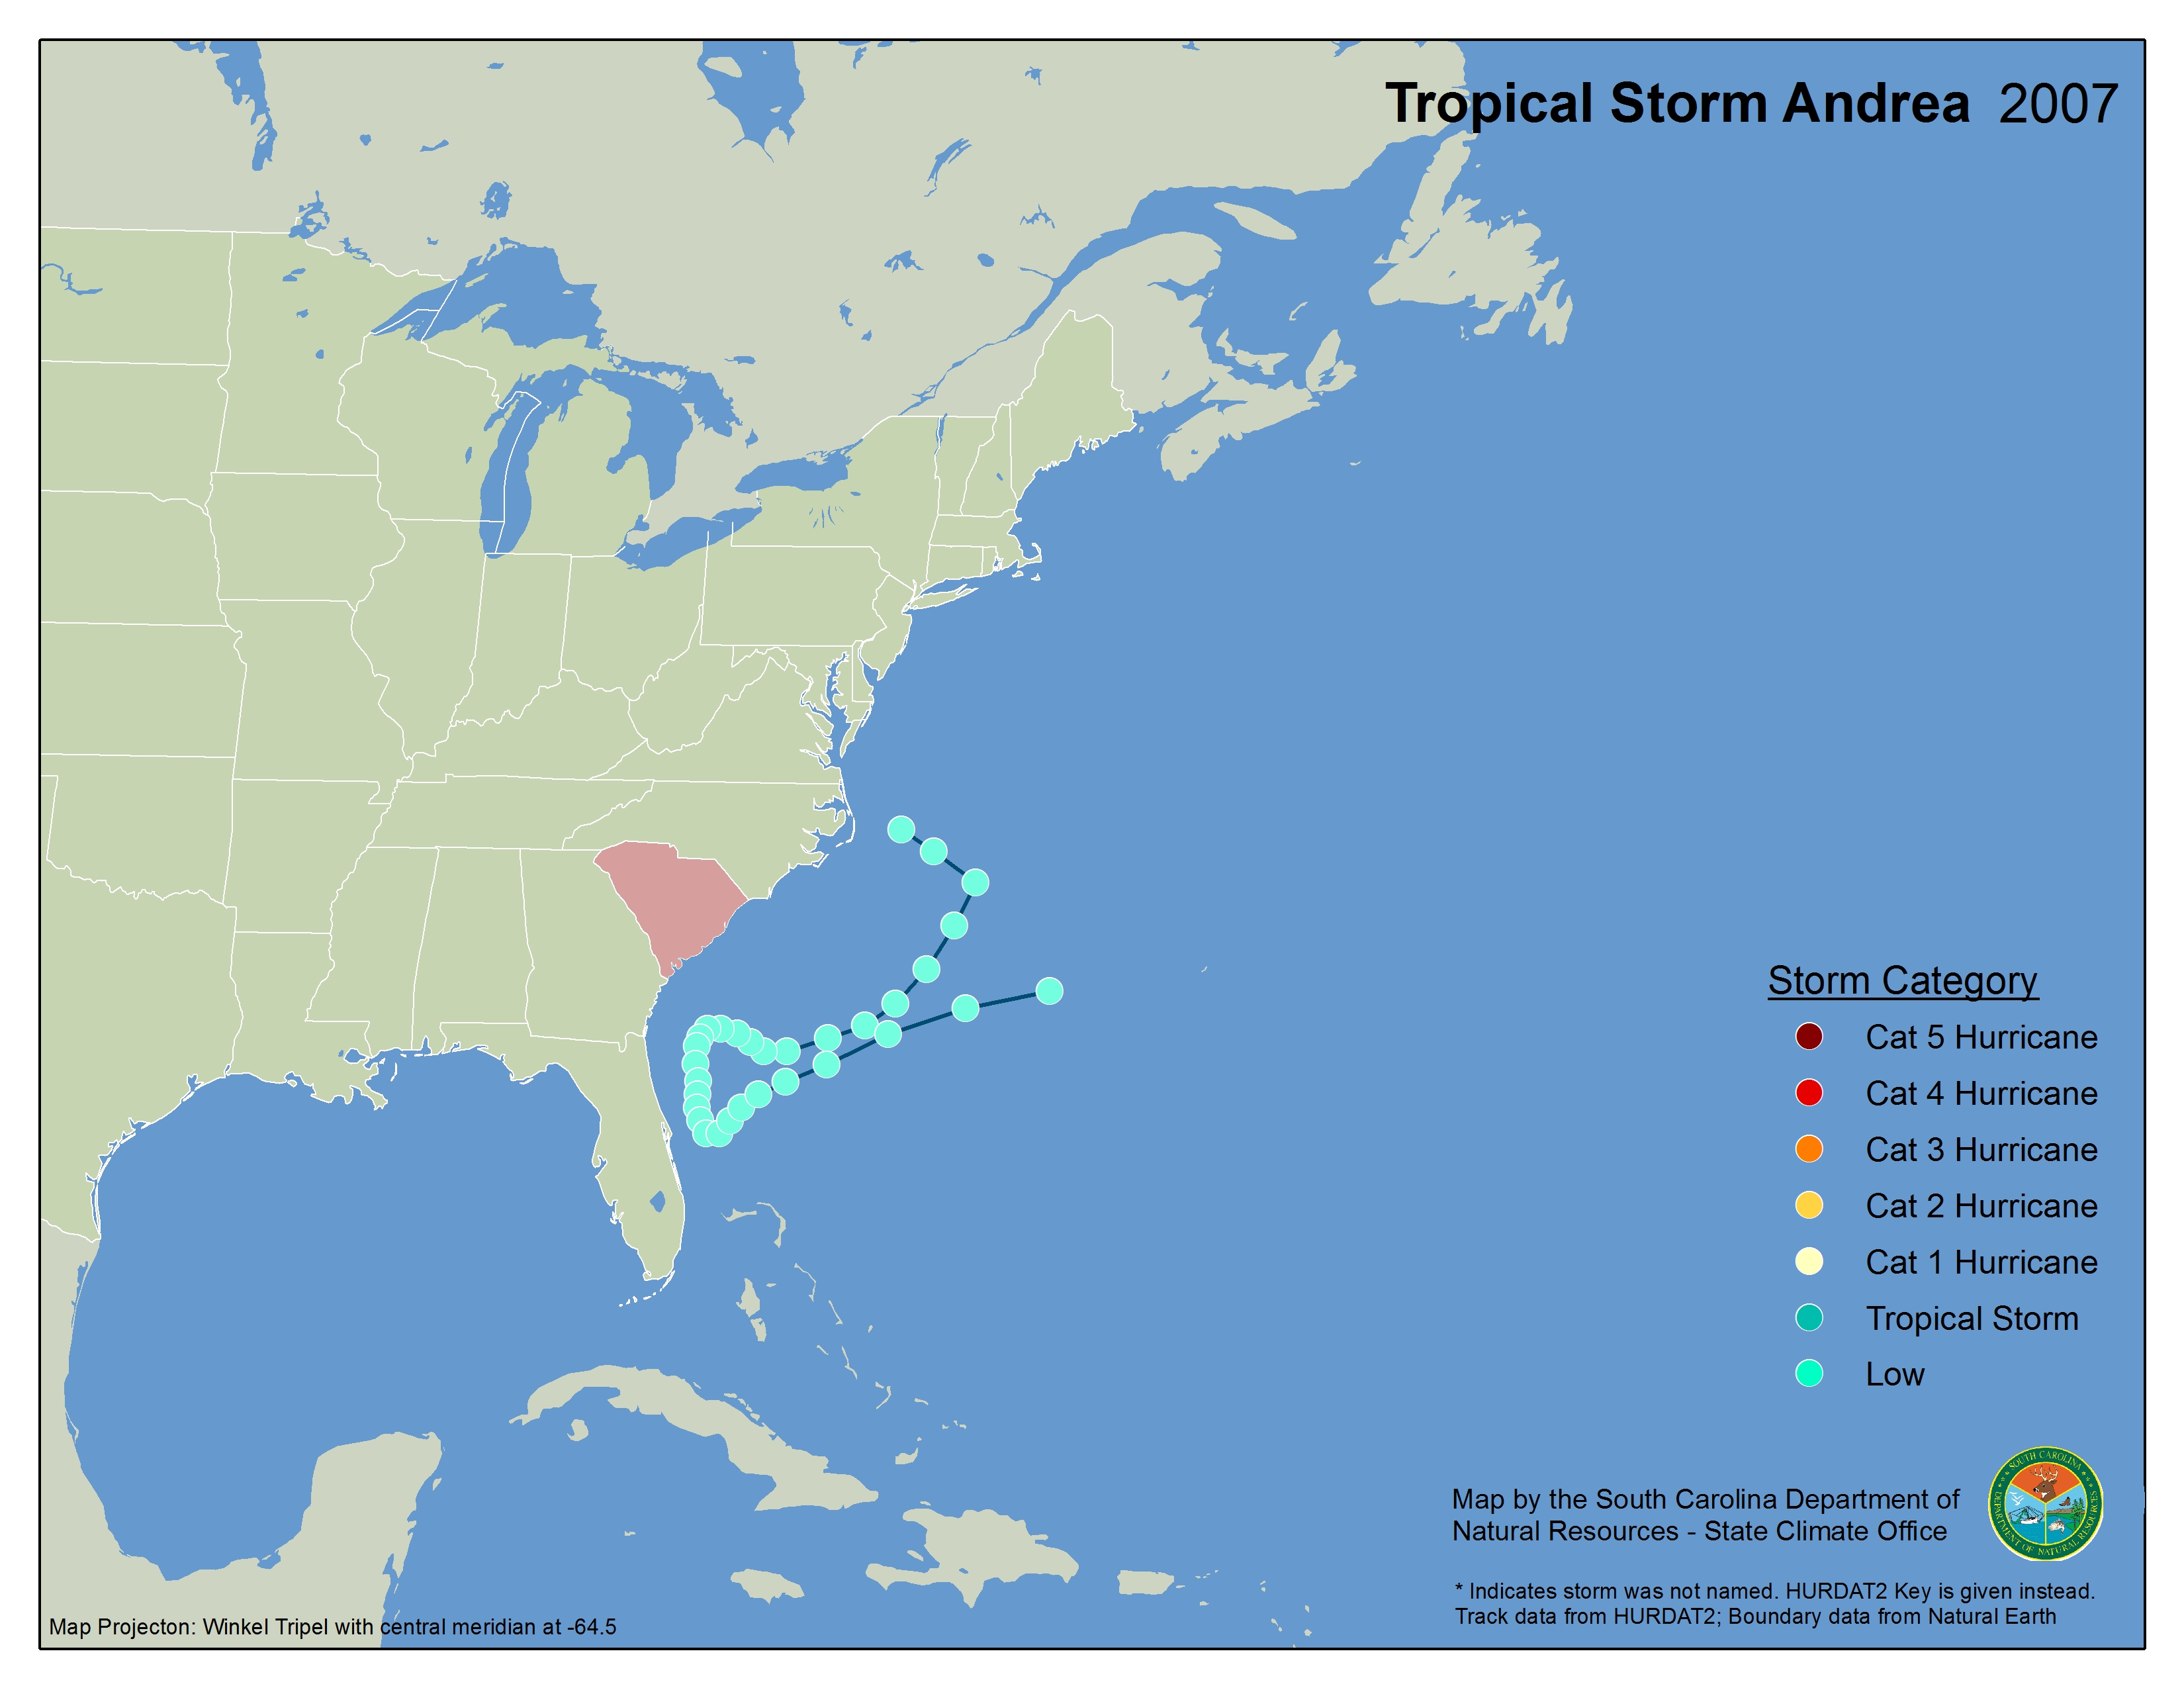 Tropical Storm Andrea 2007
Storm Category
Cat 5 Hurricane
Cat 4 Hurricane
Cat 3 Hurricane
Cat 2 Hurricane
Cat 1 Hurricane
Tropical Storm
Low
Map by the South Carolina Department of
Natural Resources - State Climate Office
SOUTH CAROLINA
DEPARTMENT OF NATURAL RESOURCES
* Indicates storm was not named. HURDAT2 Key is given instead.
Track data from HURDAT2; Boundary data from Natural Earth
Map Projecton: Winkel Tripel with central meridian at -64.5